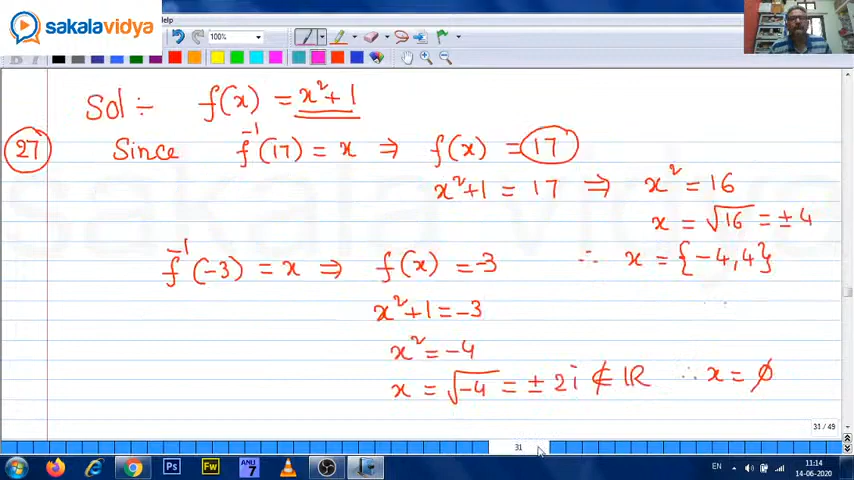 sakalavidya
Help
100%
Sol :- f(x) = x²+1
27 Since f⁻¹(17) = x ⇒ f(x) = 17
x²+1 = 17 ⇒ x² = 16
x = √16 = ±4
f⁻¹(-3) = x ⇒ f(x) = -3 ∴ x = {-4,4}
x²+1 = -3
x² = -4
x = √-4 = ±2i ∉ IR ∴ x = ∅
31 / 49
31
EN 11:14
14-06-2020